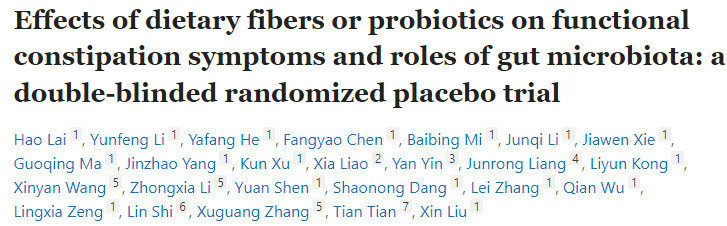 Effects of dietary fibers or probiotics on functional
constipation symptoms and roles of gut microbiota: a
double-blinded randomized placebo trial
Hao Lai 1, Yunfeng Li 1, Yafang He 1, Fangyao Chen 1, Baibing Mi 1, Junqi Li 1, Jiawen Xie 1,
Guoqing Ma 1, Jinzhao Yang 1, Kun Xu 1, Xia Liao 2, Yan Yin 3, Junrong Liang 4, Liyun Kong 1,
Xinyan Wang 5, Zhongxia Li 5, Yuan Shen 1, Shaonong Dang 1, Lei Zhang 1, Qian Wu 1,
Lingxia Zeng 1, Lin Shi 6, Xuguang Zhang 5, Tian Tian 7, Xin Liu 1